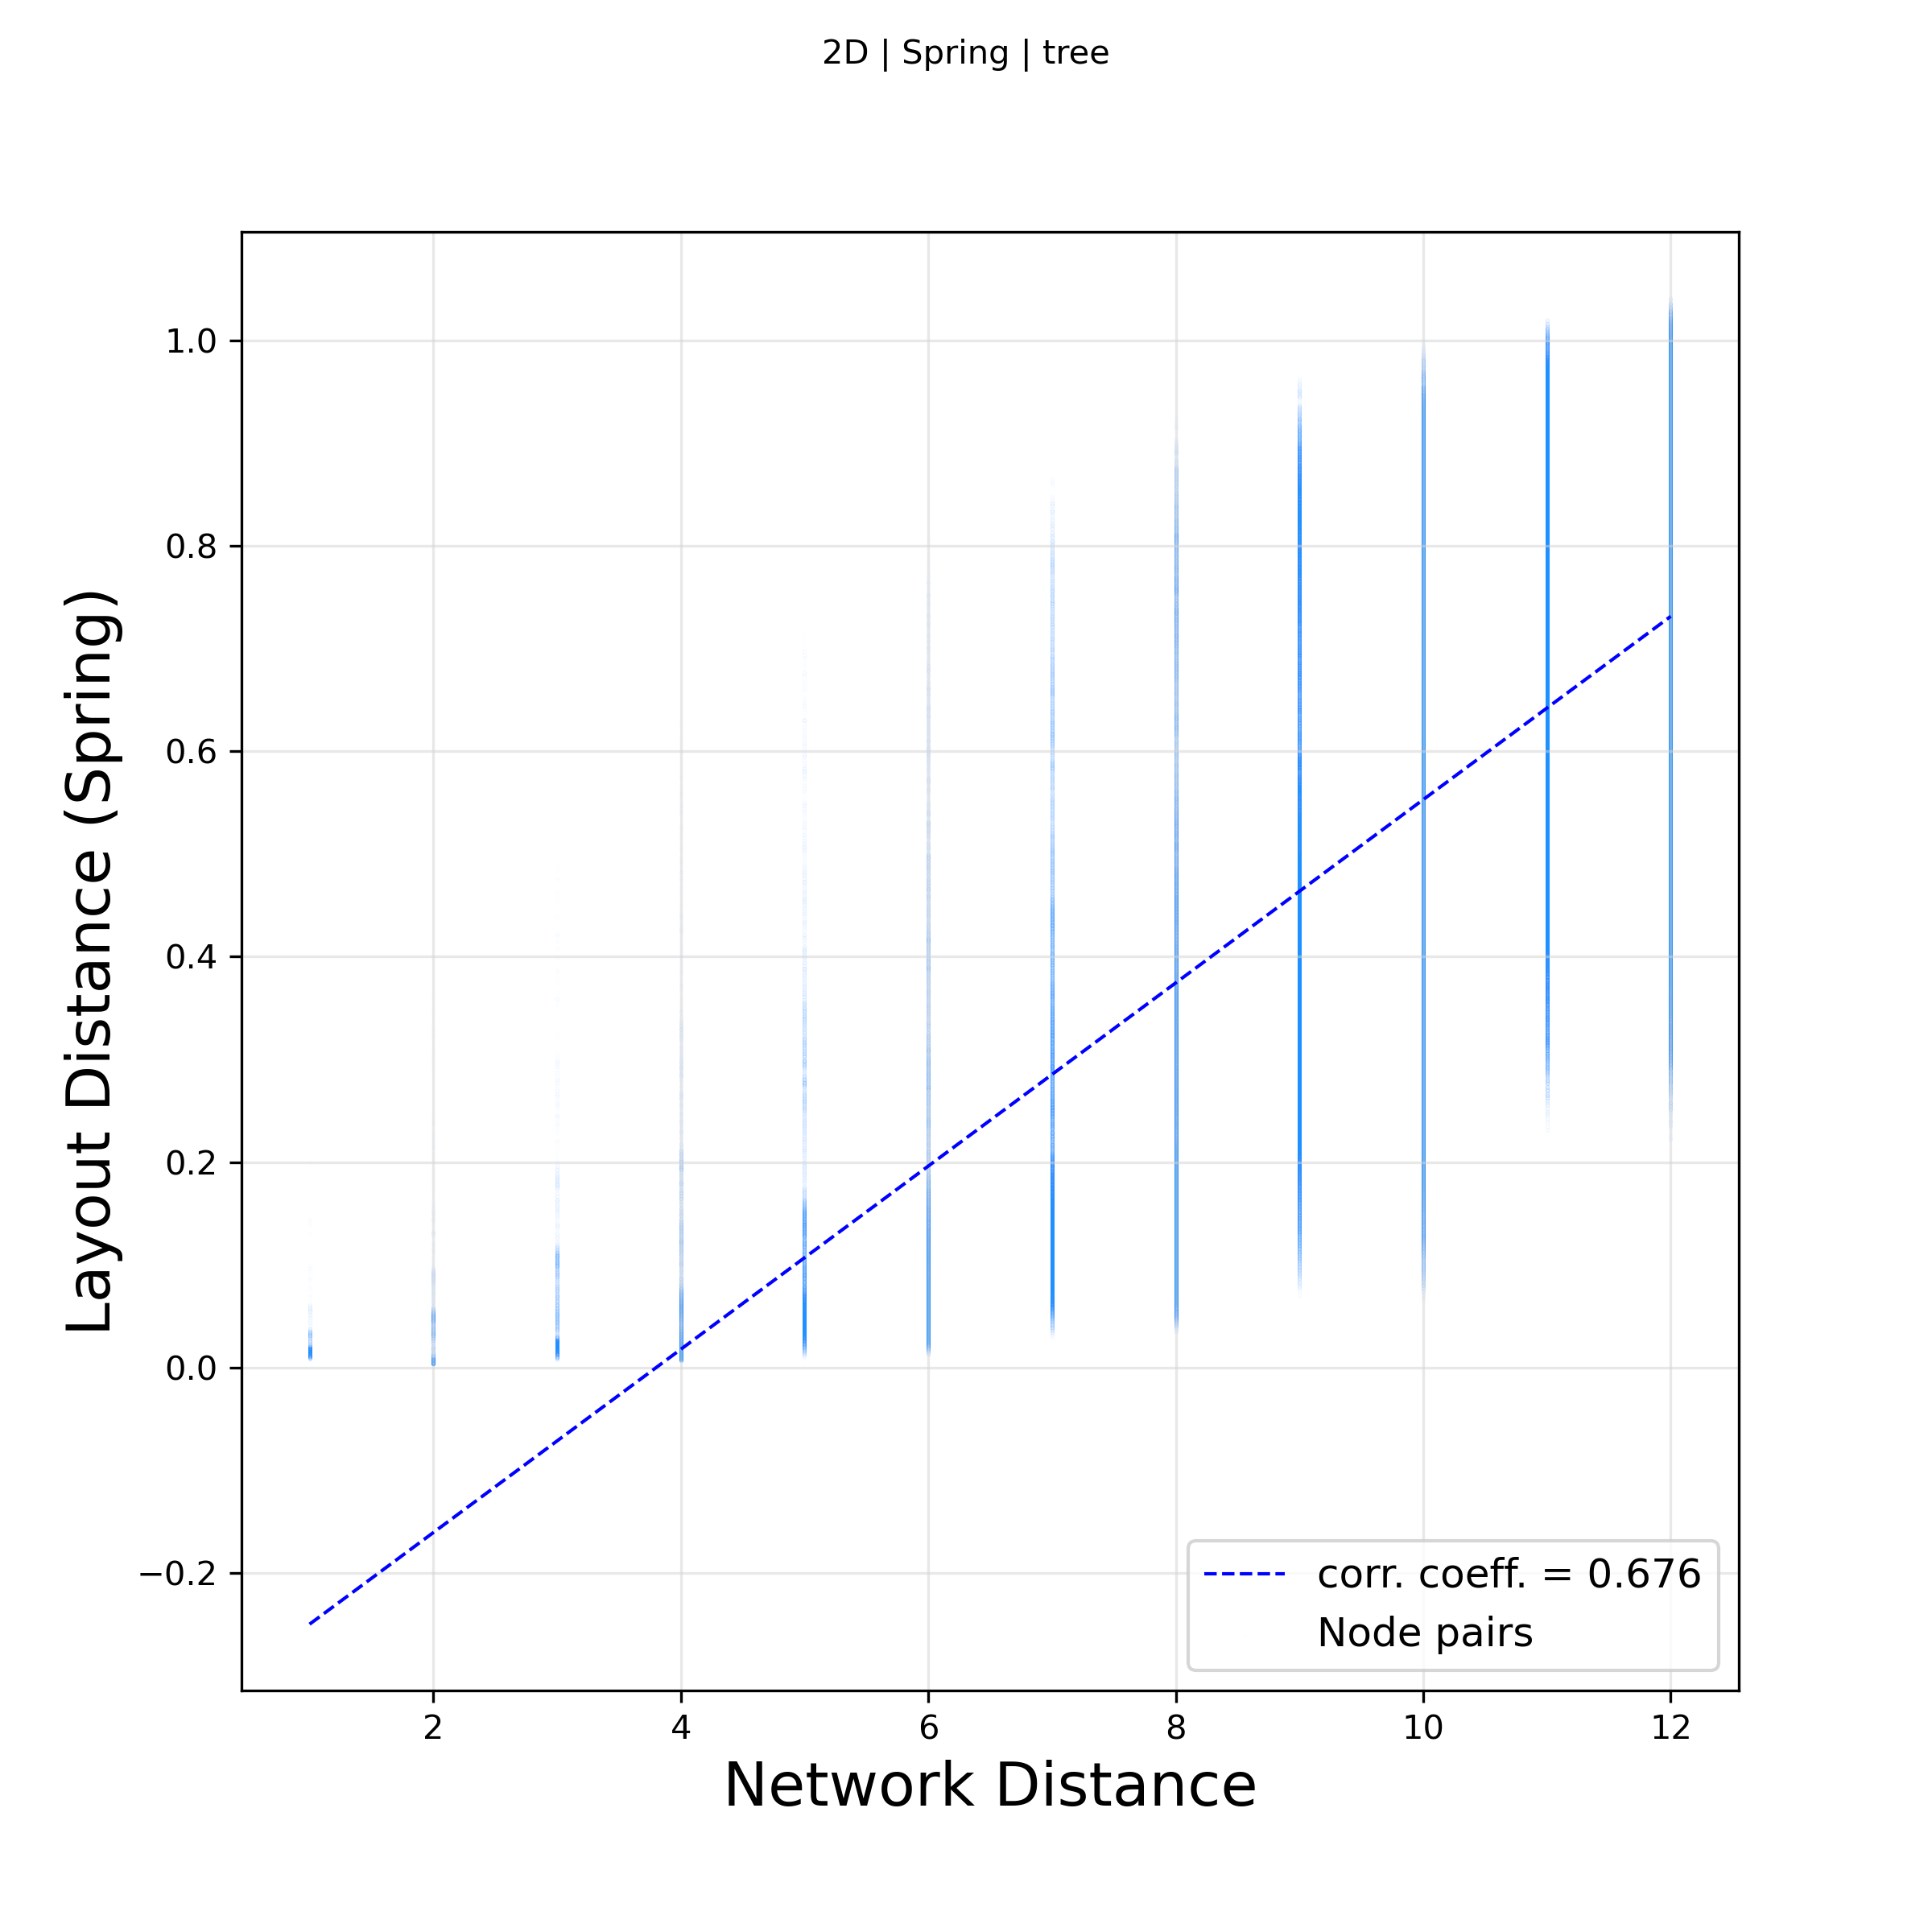 2D | Spring | tree
Layout Distance (Spring)
1.0
0.8
0.6
0.4
0.2
0.0
−0.2
2 4 6 8 10 12
Network Distance
corr. coeff. = 0.676
Node pairs